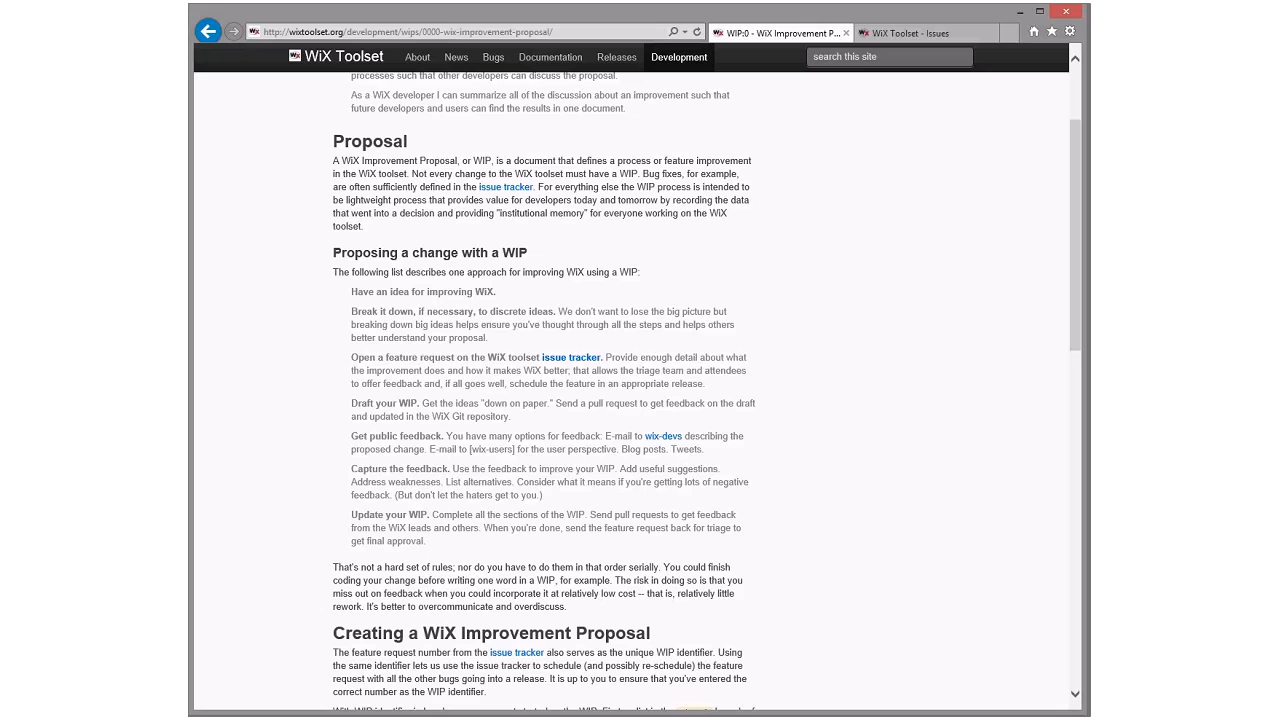 http://wixtoolset.org/development/wips/0000-wix-improvement-proposal/
WIP:0 - WiX Improvement P...
WiX Toolset - Issues
WiX Toolset
About News Bugs Documentation Releases Development
search this site
processes such that other developers can discuss the proposal.
As a WiX developer I can summarize all of the discussion about an improvement such that
future developers and users can find the results in one document.
Proposal
A WiX Improvement Proposal, or WIP, is a document that defines a process or feature improvement
in the WiX toolset. Not every change to the WiX toolset must have a WIP. Bug fixes, for example,
are often sufficiently defined in the issue tracker. For everything else the WIP process is intended to
be lightweight process that provides value for developers today and tomorrow by recording the data
that went into a decision and providing "institutional memory" for everyone working on the WiX
toolset.
Proposing a change with a WIP
The following list describes one approach for improving WiX using a WIP:
Have an idea for improving WiX.
Break it down, if necessary, to discrete ideas. We don't want to lose the big picture but
breaking down big ideas helps ensure you've thought through all the steps and helps others
better understand your proposal.
Open a feature request on the WiX toolset issue tracker. Provide enough detail about what
the improvement does and how it makes WiX better; that allows the triage team and attendees
to offer feedback and, if all goes well, schedule the feature in an appropriate release.
Draft your WIP. Get the ideas "down on paper." Send a pull request to get feedback on the draft
and updated in the WiX Git repository.
Get public feedback. You have many options for feedback: E-mail to wix-devs describing the
proposed change. E-mail to [wix-users] for the user perspective. Blog posts. Tweets.
Capture the feedback. Use the feedback to improve your WIP. Add useful suggestions.
Address weaknesses. List alternatives. Consider what it means if you're getting lots of negative
feedback. (But don't let the haters get to you.)
Update your WIP. Complete all the sections of the WIP. Send pull requests to get feedback
from the WiX leads and others. When you're done, send the feature request back for triage to
get final approval.
That's not a hard set of rules; nor do you have to do them in that order serially. You could finish
coding your change before writing one word in a WIP, for example. The risk in doing so is that you
miss out on feedback when you could incorporate it at relatively low cost -- that is, relatively little
rework. It's better to overcommunicate and overdiscuss.
Creating a WiX Improvement Proposal
The feature request number from the issue tracker also serves as the unique WIP identifier. Using
the same identifier lets us use the issue tracker to schedule (and possibly re-schedule) the feature
request with all the other bugs going into a release. It is up to you to ensure that you've entered the
correct number as the WIP identifier.